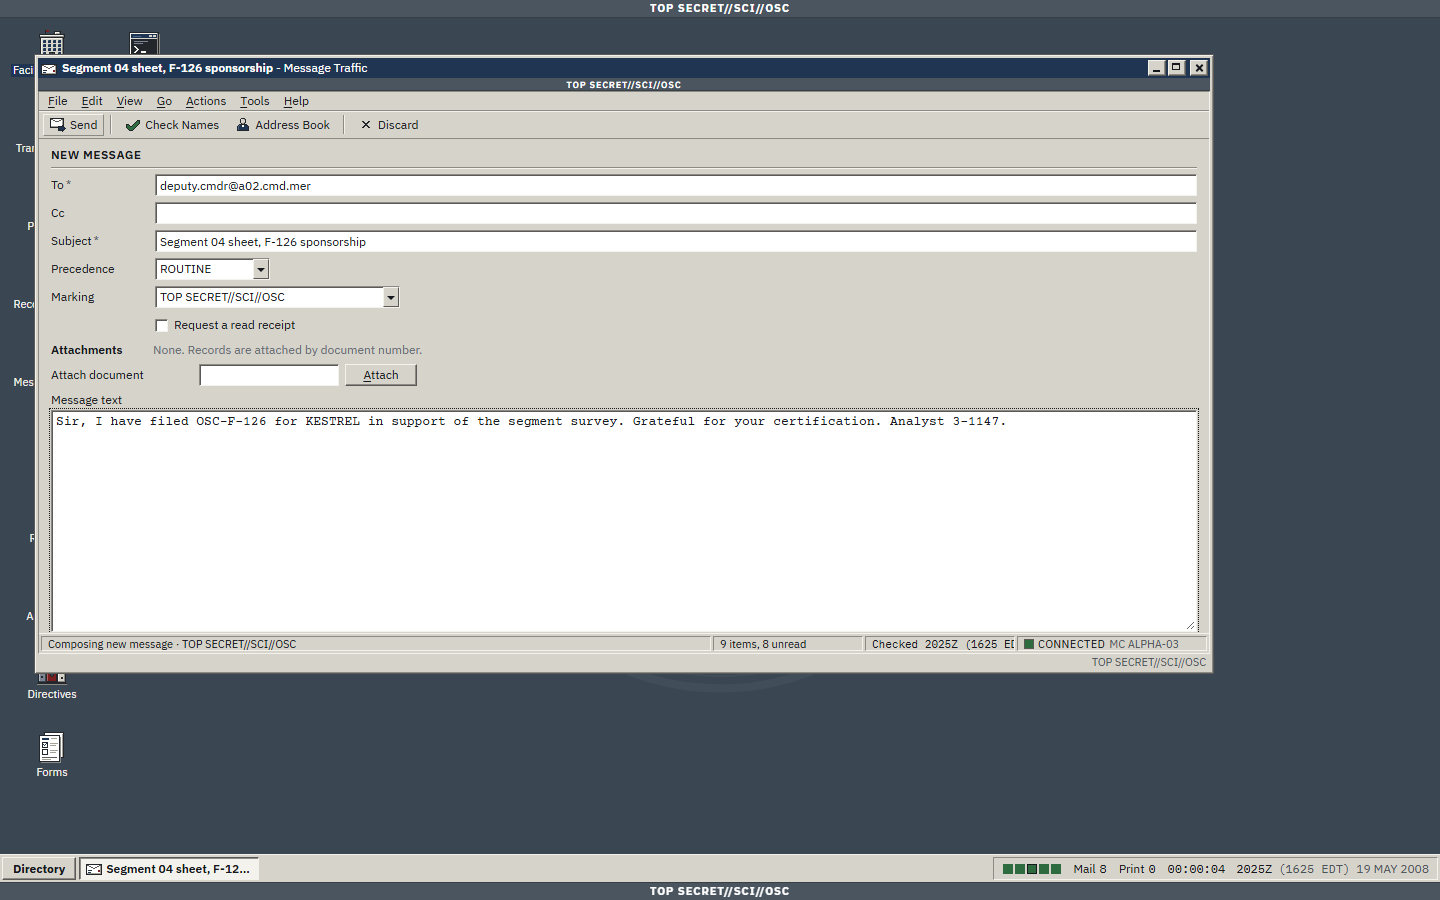 TOP SECRET//SCI//OSC
Faci
Segment 04 sheet, F-126 sponsorship - Message Traffic
TOP SECRET//SCI//OSC
File Edit View Go Actions Tools Help
Send Check Names Address Book Discard
NEW MESSAGE
To * deputy.cmdr@a02.cmd.mer
Cc
Subject * Segment 04 sheet, F-126 sponsorship
Precedence ROUTINE
Marking TOP SECRET//SCI//OSC
Request a read receipt
Attachments None. Records are attached by document number.
Attach document Attach
Message text
Sir, I have filed OSC-F-126 for KESTREL in support of the segment survey. Grateful for your certification. Analyst 3-1147.
Tra
P
Rec
Mes
R
A
Composing new message · TOP SECRET//SCI//OSC 9 items, 8 unread Checked 2025Z (1625 E CONNECTED MC ALPHA-03
TOP SECRET//SCI//OSC
Directives
Forms
Directory Segment 04 sheet, F-12... Mail 8 Print 0 00:00:04 2025Z (1625 EDT) 19 MAY 2008
TOP SECRET//SCI//OSC